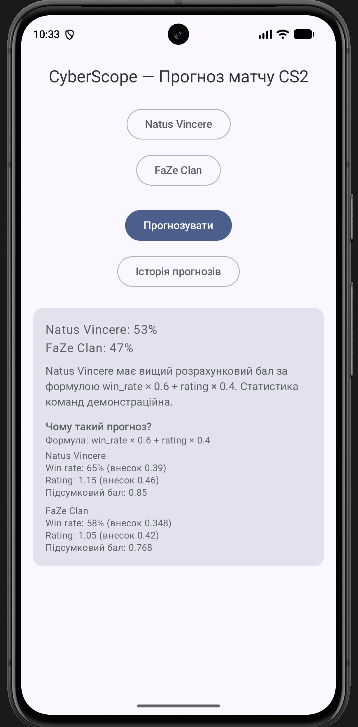 10:33
CyberScope — Прогноз матчу CS2
Natus Vincere
FaZe Clan
Прогнозувати
Історія прогнозів
Natus Vincere: 53%
FaZe Clan: 47%
Natus Vincere має вищий розрахунковий бал за
формулою win_rate × 0.6 + rating × 0.4. Статистика
команд демонстраційна.
Чому такий прогноз?
Формула: win_rate × 0.6 + rating × 0.4
Natus Vincere
Win rate: 65% (внесок 0.39)
Rating: 1.15 (внесок 0.46)
Підсумковий бал: 0.85
FaZe Clan
Win rate: 58% (внесок 0.348)
Rating: 1.05 (внесок 0.42)
Підсумковий бал: 0.768